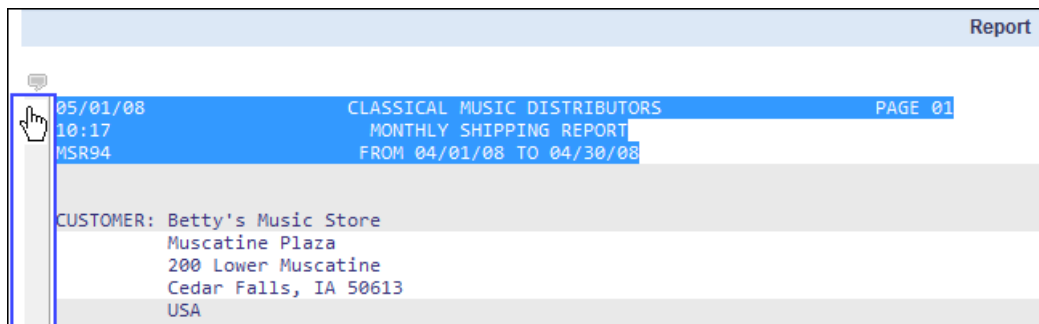 Report
05/01/08 CLASSICAL MUSIC DISTRIBUTORS PAGE 01
10:17 MONTHLY SHIPPING REPORT
MSR94 FROM 04/01/08 TO 04/30/08
CUSTOMER: Betty's Music Store
Muscatine Plaza
200 Lower Muscatine
Cedar Falls, IA 50613
USA